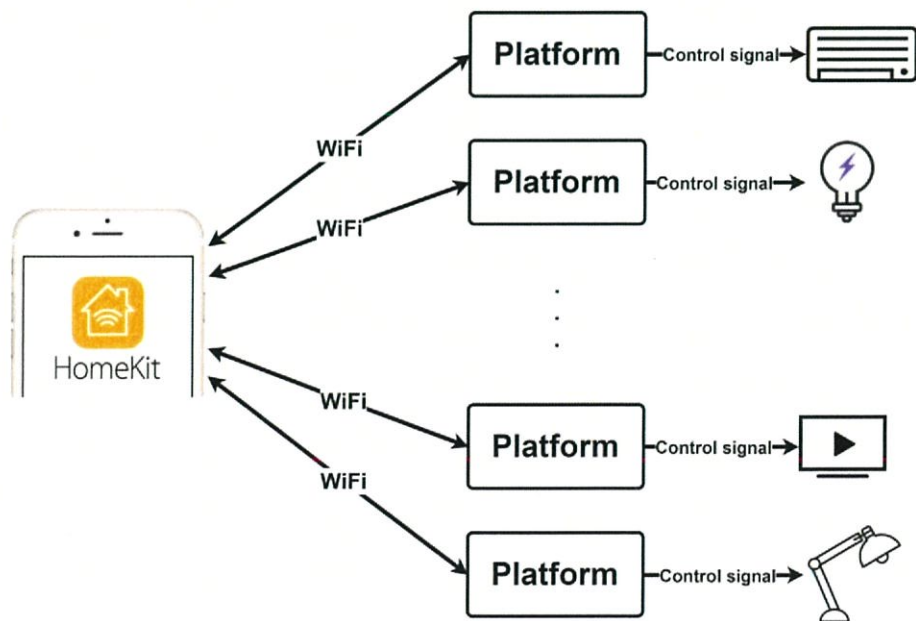 Platform
Control signal
WiFi
Platform
Control signal
WiFi
HomeKit
WiFi
Platform
Control signal
WiFi
Platform
Control signal